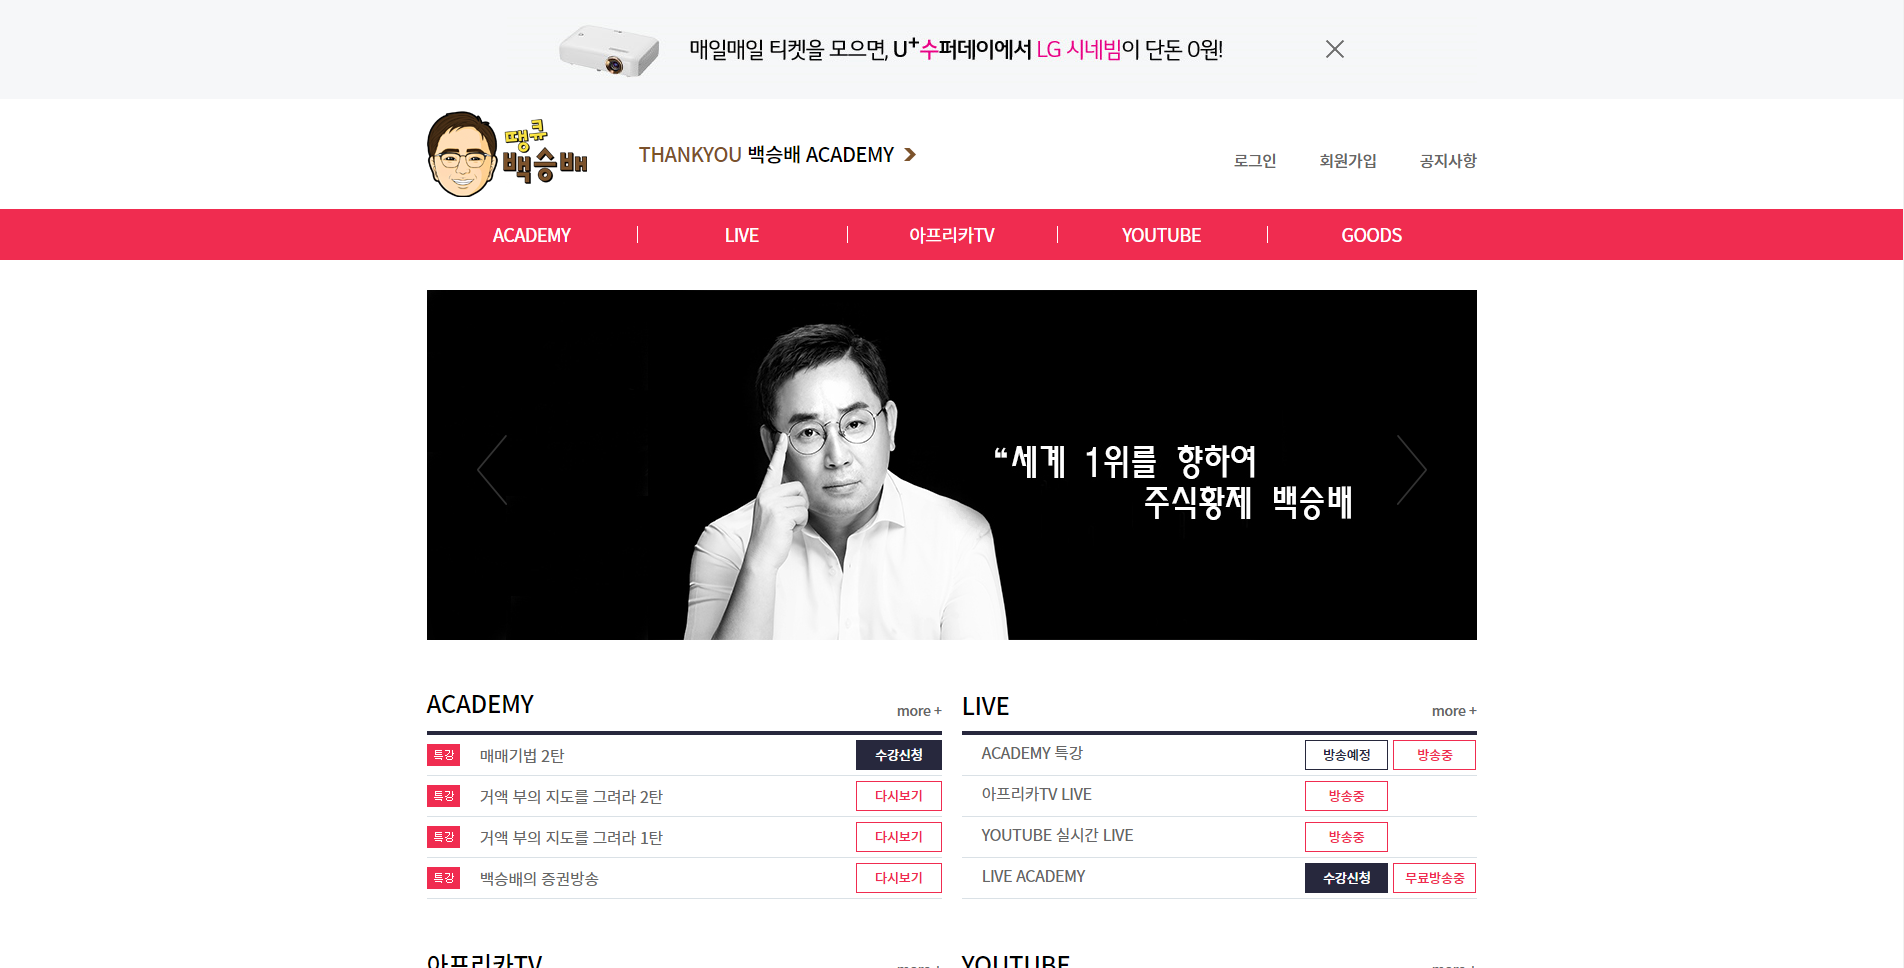 매일매일 티켓을 모으면, U+수퍼데이에서 LG 시네빔이 단돈 0원!
땡큐
백승배
THANKYOU 백승배 ACADEMY
로그인 회원가입 공지사항
ACADEMY LIVE 아프리카TV YOUTUBE GOODS
“세계 1위를 향하여
주식황제 백승배
ACADEMY more +
특강 매매기법 2탄 수강신청
특강 거액 부의 지도를 그려라 2탄 다시보기
특강 거액 부의 지도를 그려라 1탄 다시보기
특강 백승배의 증권방송 다시보기
LIVE more +
ACADEMY 특강 방송예정 방송중
아프리카TV LIVE 방송중
YOUTUBE 실시간 LIVE 방송중
LIVE ACADEMY 수강신청 무료방송중
아프리카TV more +
YOUTUBE more +